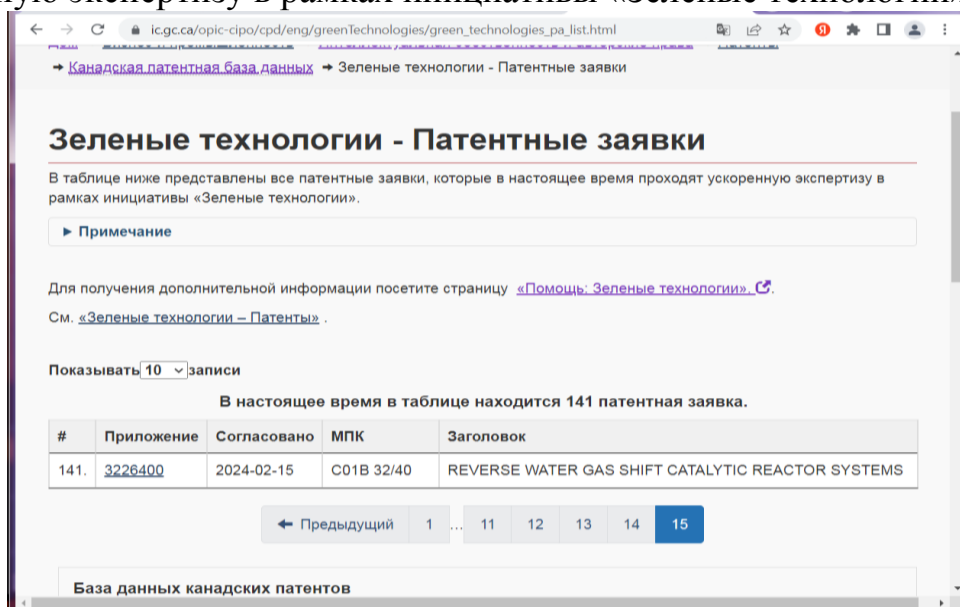 ную экспертизу в рамках инициативы «Зеленые технологии»
ic.gc.ca/opic-cipo/cpd/eng/greenTechnologies/green_technologies_pa_list.html
→ Канадская патентная база данных → Зеленые технологии - Патентные заявки
Зеленые технологии - Патентные заявки
В таблице ниже представлены все патентные заявки, которые в настоящее время проходят ускоренную экспертизу в
рамках инициативы «Зеленые технологии».
► Примечание
Для получения дополнительной информации посетите страницу «Помощь: Зеленые технологии».
См. «Зеленые технологии – Патенты» .
Показывать 10 записи
В настоящее время в таблице находится 141 патентная заявка.
# Приложение Согласовано МПК Заголовок
141. 3226400 2024-02-15 C01B 32/40 REVERSE WATER GAS SHIFT CATALYTIC REACTOR SYSTEMS
← Предыдущий 1 ... 11 12 13 14 15
База данных канадских патентов